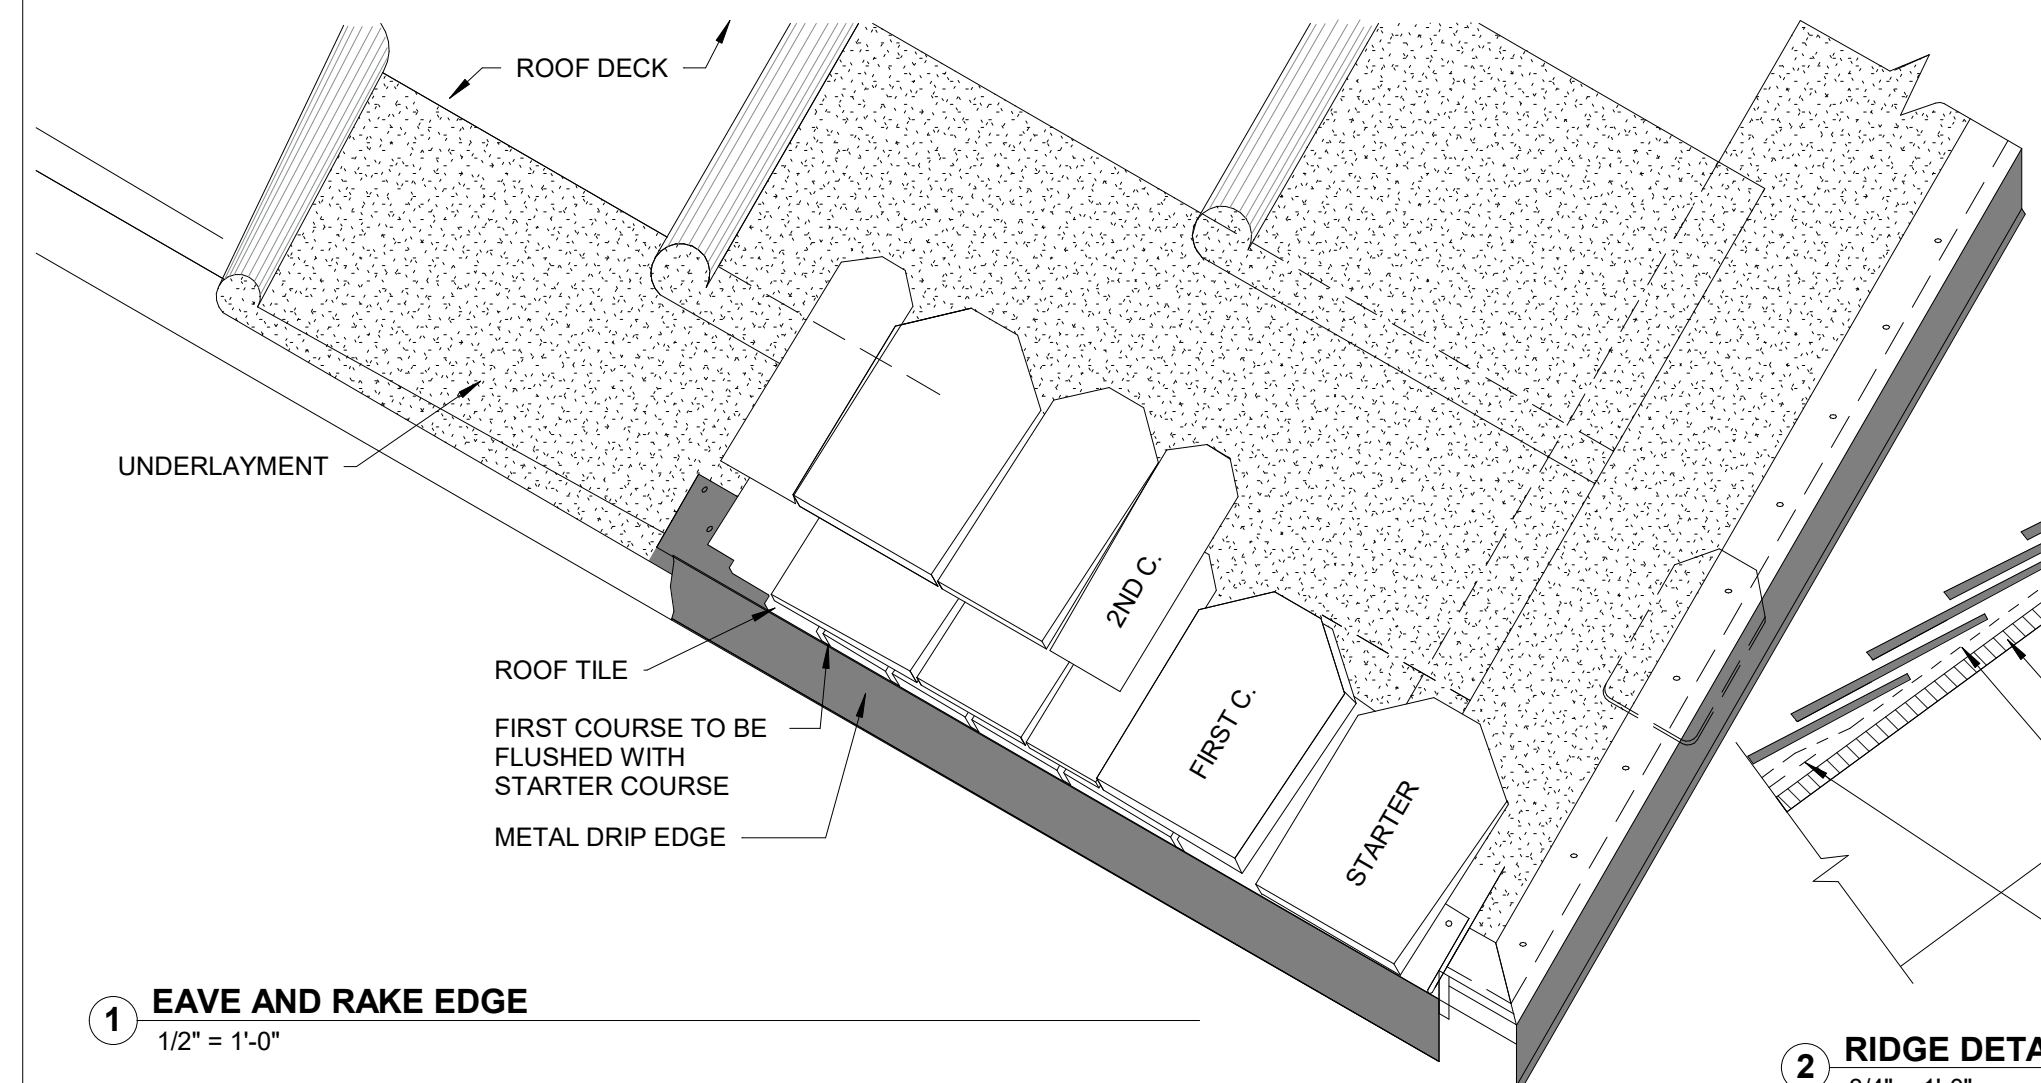 ROOF DECK
UNDERLAYMENT
2ND C.
ROOF TILE
FIRST C.
FIRST COURSE TO BE
FLUSHED WITH
STARTER COURSE
STARTER
METAL DRIP EDGE
1 EAVE AND RAKE EDGE
1/2" = 1'-0"
2 RIDGE DETA